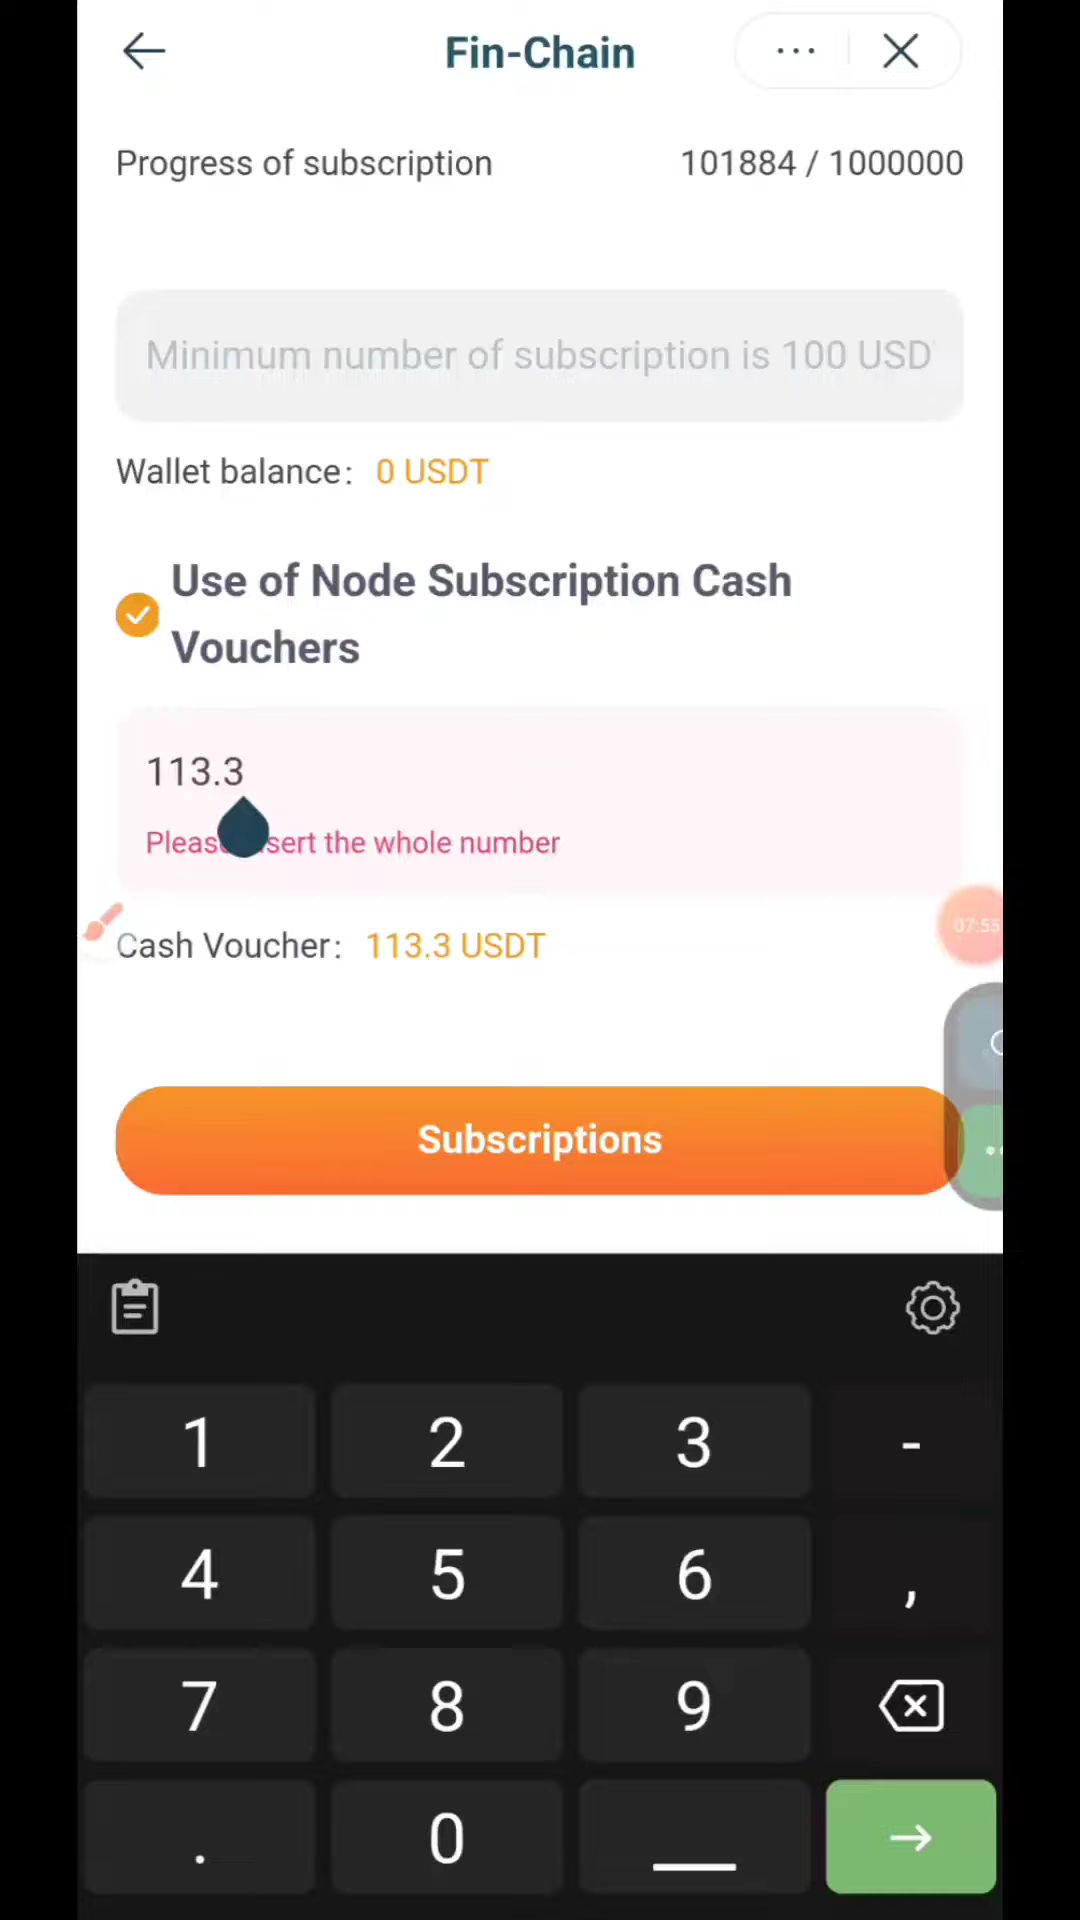 Fin-Chain
Progress of subscription 101884 / 1000000
Minimum number of subscription is 100 USD
Wallet balance: 0 USDT
Use of Node Subscription Cash
Vouchers
113.3
the whole number
Cash Voucher: 113.3 USDT
07:55
Subscriptions
1 2 3 -
4 5 6 ,
7 8 9
. 0